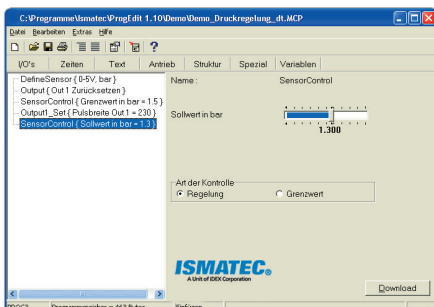 C:\Programme\Ismatec\ProgEdit 1.10\Demo\Demo_Druckregelung_dt.MCP
Datei Bearbeiten Extras Hilfe
I/O's Zeiten Text Antrieb Struktur Spezial Variablen
DefineSensor { 0-5V, bar }
Output { Out 1 Zurücksetzen }
SensorControl { Grenzwert in bar = 1.5 }
Output1_Set { Pulsbreite Out 1 = 230 }
SensorControl { Sollwert in bar = 1.3 }
Name : SensorControl
Sollwert in bar
1.300
Art der Kontrolle
Regelung Grenzwert
ISMATEC®
A Unit of IDEX Corporation
Download